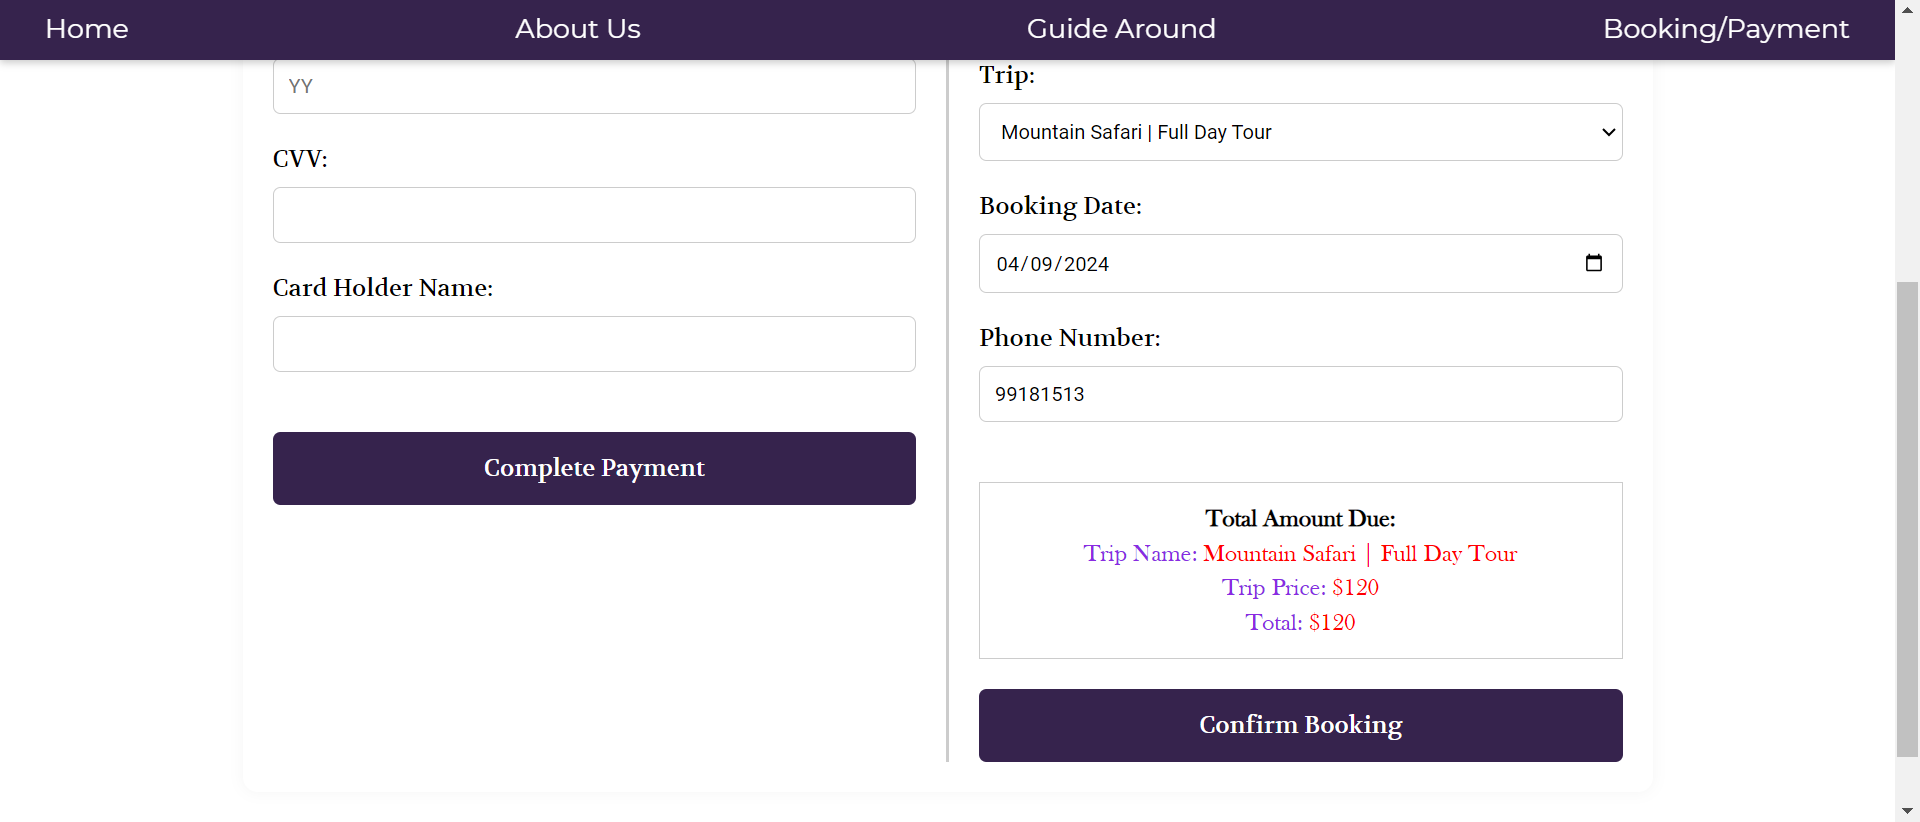 Home About Us Guide Around Booking/Payment
YY
CVV:
Card Holder Name:
Complete Payment
Trip:
Mountain Safari | Full Day Tour
Booking Date:
04/09/2024
Phone Number:
99181513
Total Amount Due:
Trip Name: Mountain Safari | Full Day Tour
Trip Price: $120
Total: $120
Confirm Booking